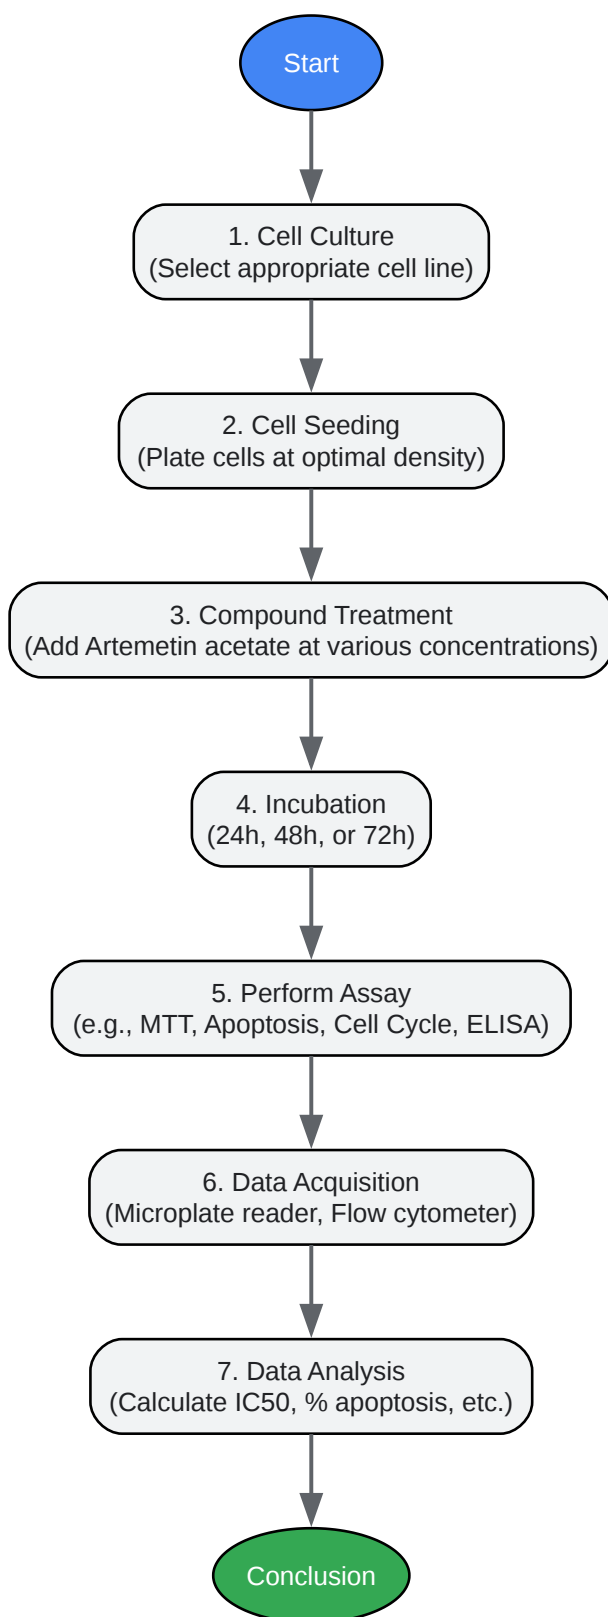 Start
1. Cell Culture
(Select appropriate cell line)
2. Cell Seeding
(Plate cells at optimal density)
3. Compound Treatment
(Add Artemetin acetate at various concentrations)
4. Incubation
(24h, 48h, or 72h)
5. Perform Assay
(e.g., MTT, Apoptosis, Cell Cycle, ELISA)
6. Data Acquisition
(Microplate reader, Flow cytometer)
7. Data Analysis
(Calculate IC50, % apoptosis, etc.)
Conclusion